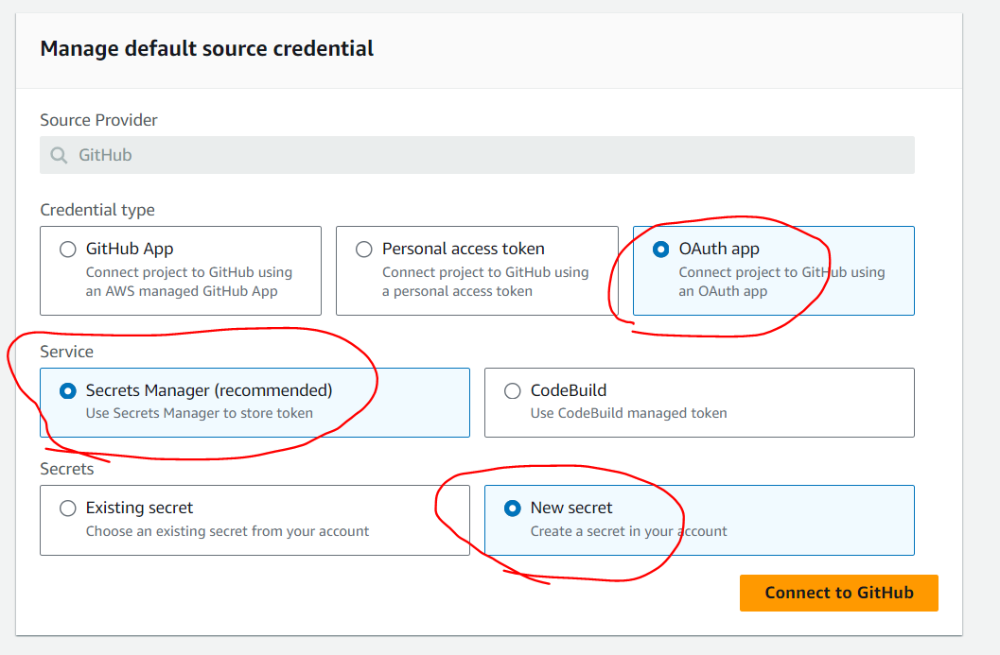 Manage default source credential
Source Provider
GitHub
Credential type
GitHub App
Connect project to GitHub using
an AWS managed GitHub App
Personal access token
Connect project to GitHub using
a personal access token
OAuth app
Connect project to GitHub using
an OAuth app
Service
Secrets Manager (recommended)
Use Secrets Manager to store token
CodeBuild
Use CodeBuild managed token
Secrets
Existing secret
Choose an existing secret from your account
New secret
Create a secret in your account
Connect to GitHub